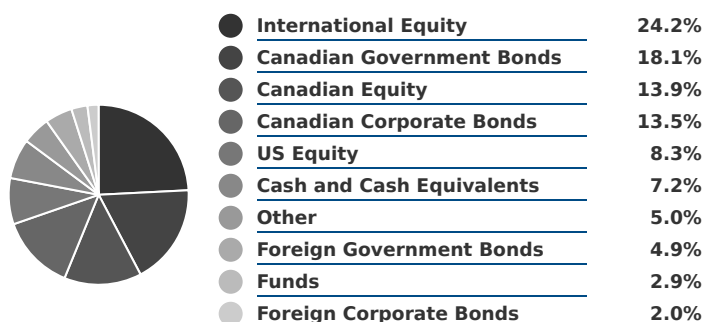 International Equity 24.2%
Canadian Government Bonds 18.1%
Canadian Equity 13.9%
Canadian Corporate Bonds 13.5%
US Equity 8.3%
Cash and Cash Equivalents 7.2%
Other 5.0%
Foreign Government Bonds 4.9%
Funds 2.9%
Foreign Corporate Bonds 2.0%